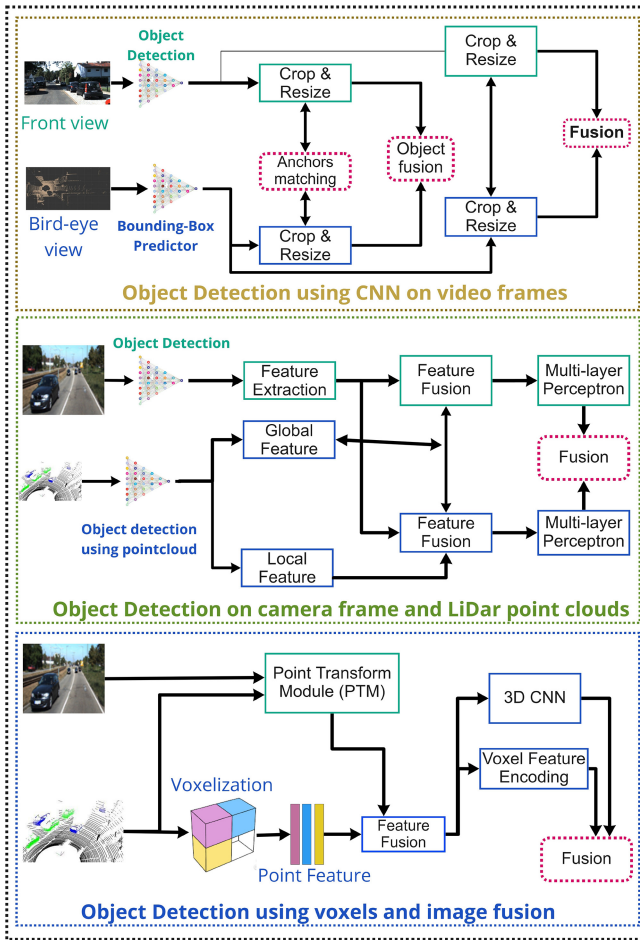 Object
Detection
Crop &
Resize
Crop &
Resize
Front view
Fusion
Anchors
matching
Object
fusion
Bird-eye
view
Bounding-Box
Predictor
Crop &
Resize
Crop &
Resize
Object Detection using CNN on video frames
Object Detection
Feature
Extraction
Feature
Fusion
Multi-layer
Perceptron
Global
Feature
Fusion
Object detection
using pointcloud
Feature
Fusion
Multi-layer
Perceptron
Local
Feature
Object Detection on camera frame and LiDar point clouds
Point Transform
Module (PTM)
3D CNN
Voxelization
Voxel Feature
Encoding
Feature
Fusion
Point Feature
Fusion
Object Detection using voxels and image fusion